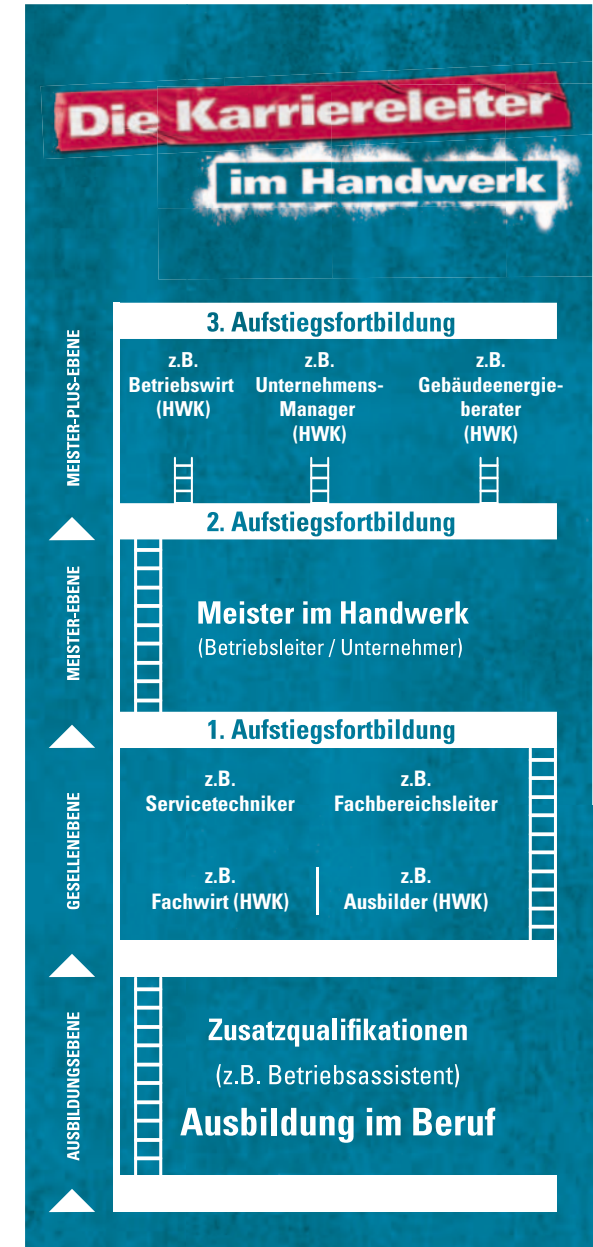 Die Karriereleiter
im Handwerk
MEISTER-PLUS-EBENE
3. Aufstiegsfortbildung
z.B.
Betriebswirt
(HWK)
z.B.
Unternehmens-
Manager
(HWK)
z.B.
Gebäudeenergie-
berater
(HWK)
2. Aufstiegsfortbildung
MEISTER-EBENE
Meister im Handwerk
(Betriebsleiter / Unternehmer)
1. Aufstiegsfortbildung
GESELLENEBENE
z.B.
Servicetechniker
z.B.
Fachbereichsleiter
z.B.
Fachwirt (HWK)
z.B.
Ausbilder (HWK)
AUSBILDUNGSEBENE
Zusatzqualifikationen
(z.B. Betriebsassistent)
Ausbildung im Beruf